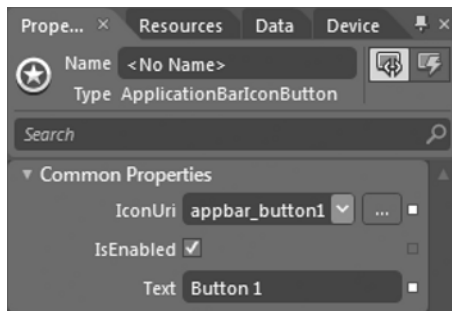 Prope... × Resources Data Device ×
Name <No Name>
Type ApplicationBarIconButton
Search
Common Properties
IconUri appbar_button1 ...
IsEnabled
Text Button 1